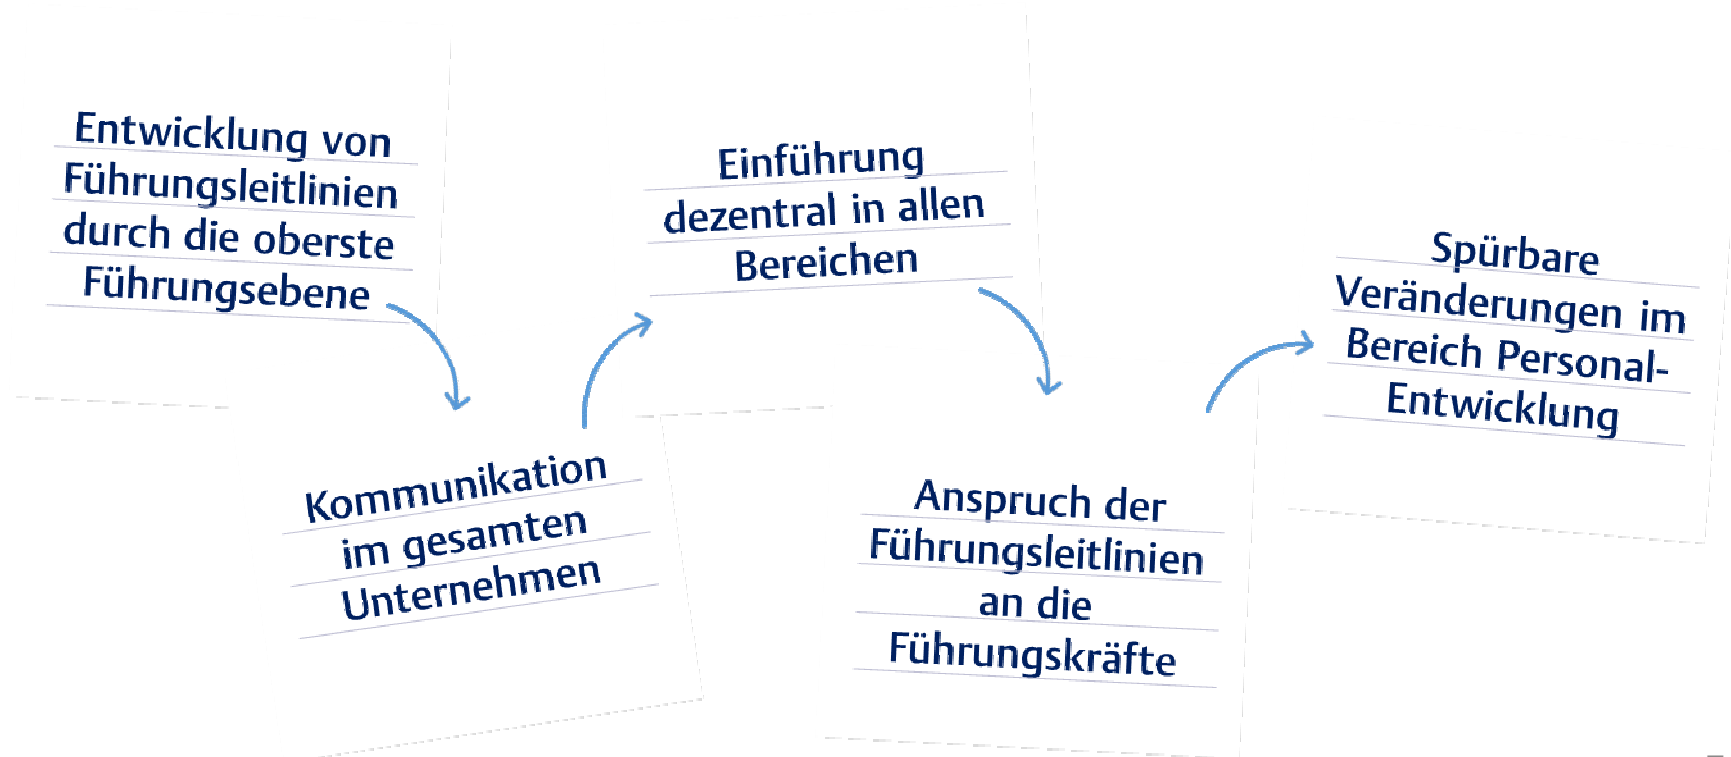 Entwicklung von
Führungsleitlinien
durch die oberste
Führungsebene
Kommunikation
im gesamten
Unternehmen
Einführung
dezentral in allen
Bereichen
Anspruch der
Führungsleitlinien
an die
Führungskräfte
Spürbare
Veränderungen im
Bereich Personal-
Entwicklung